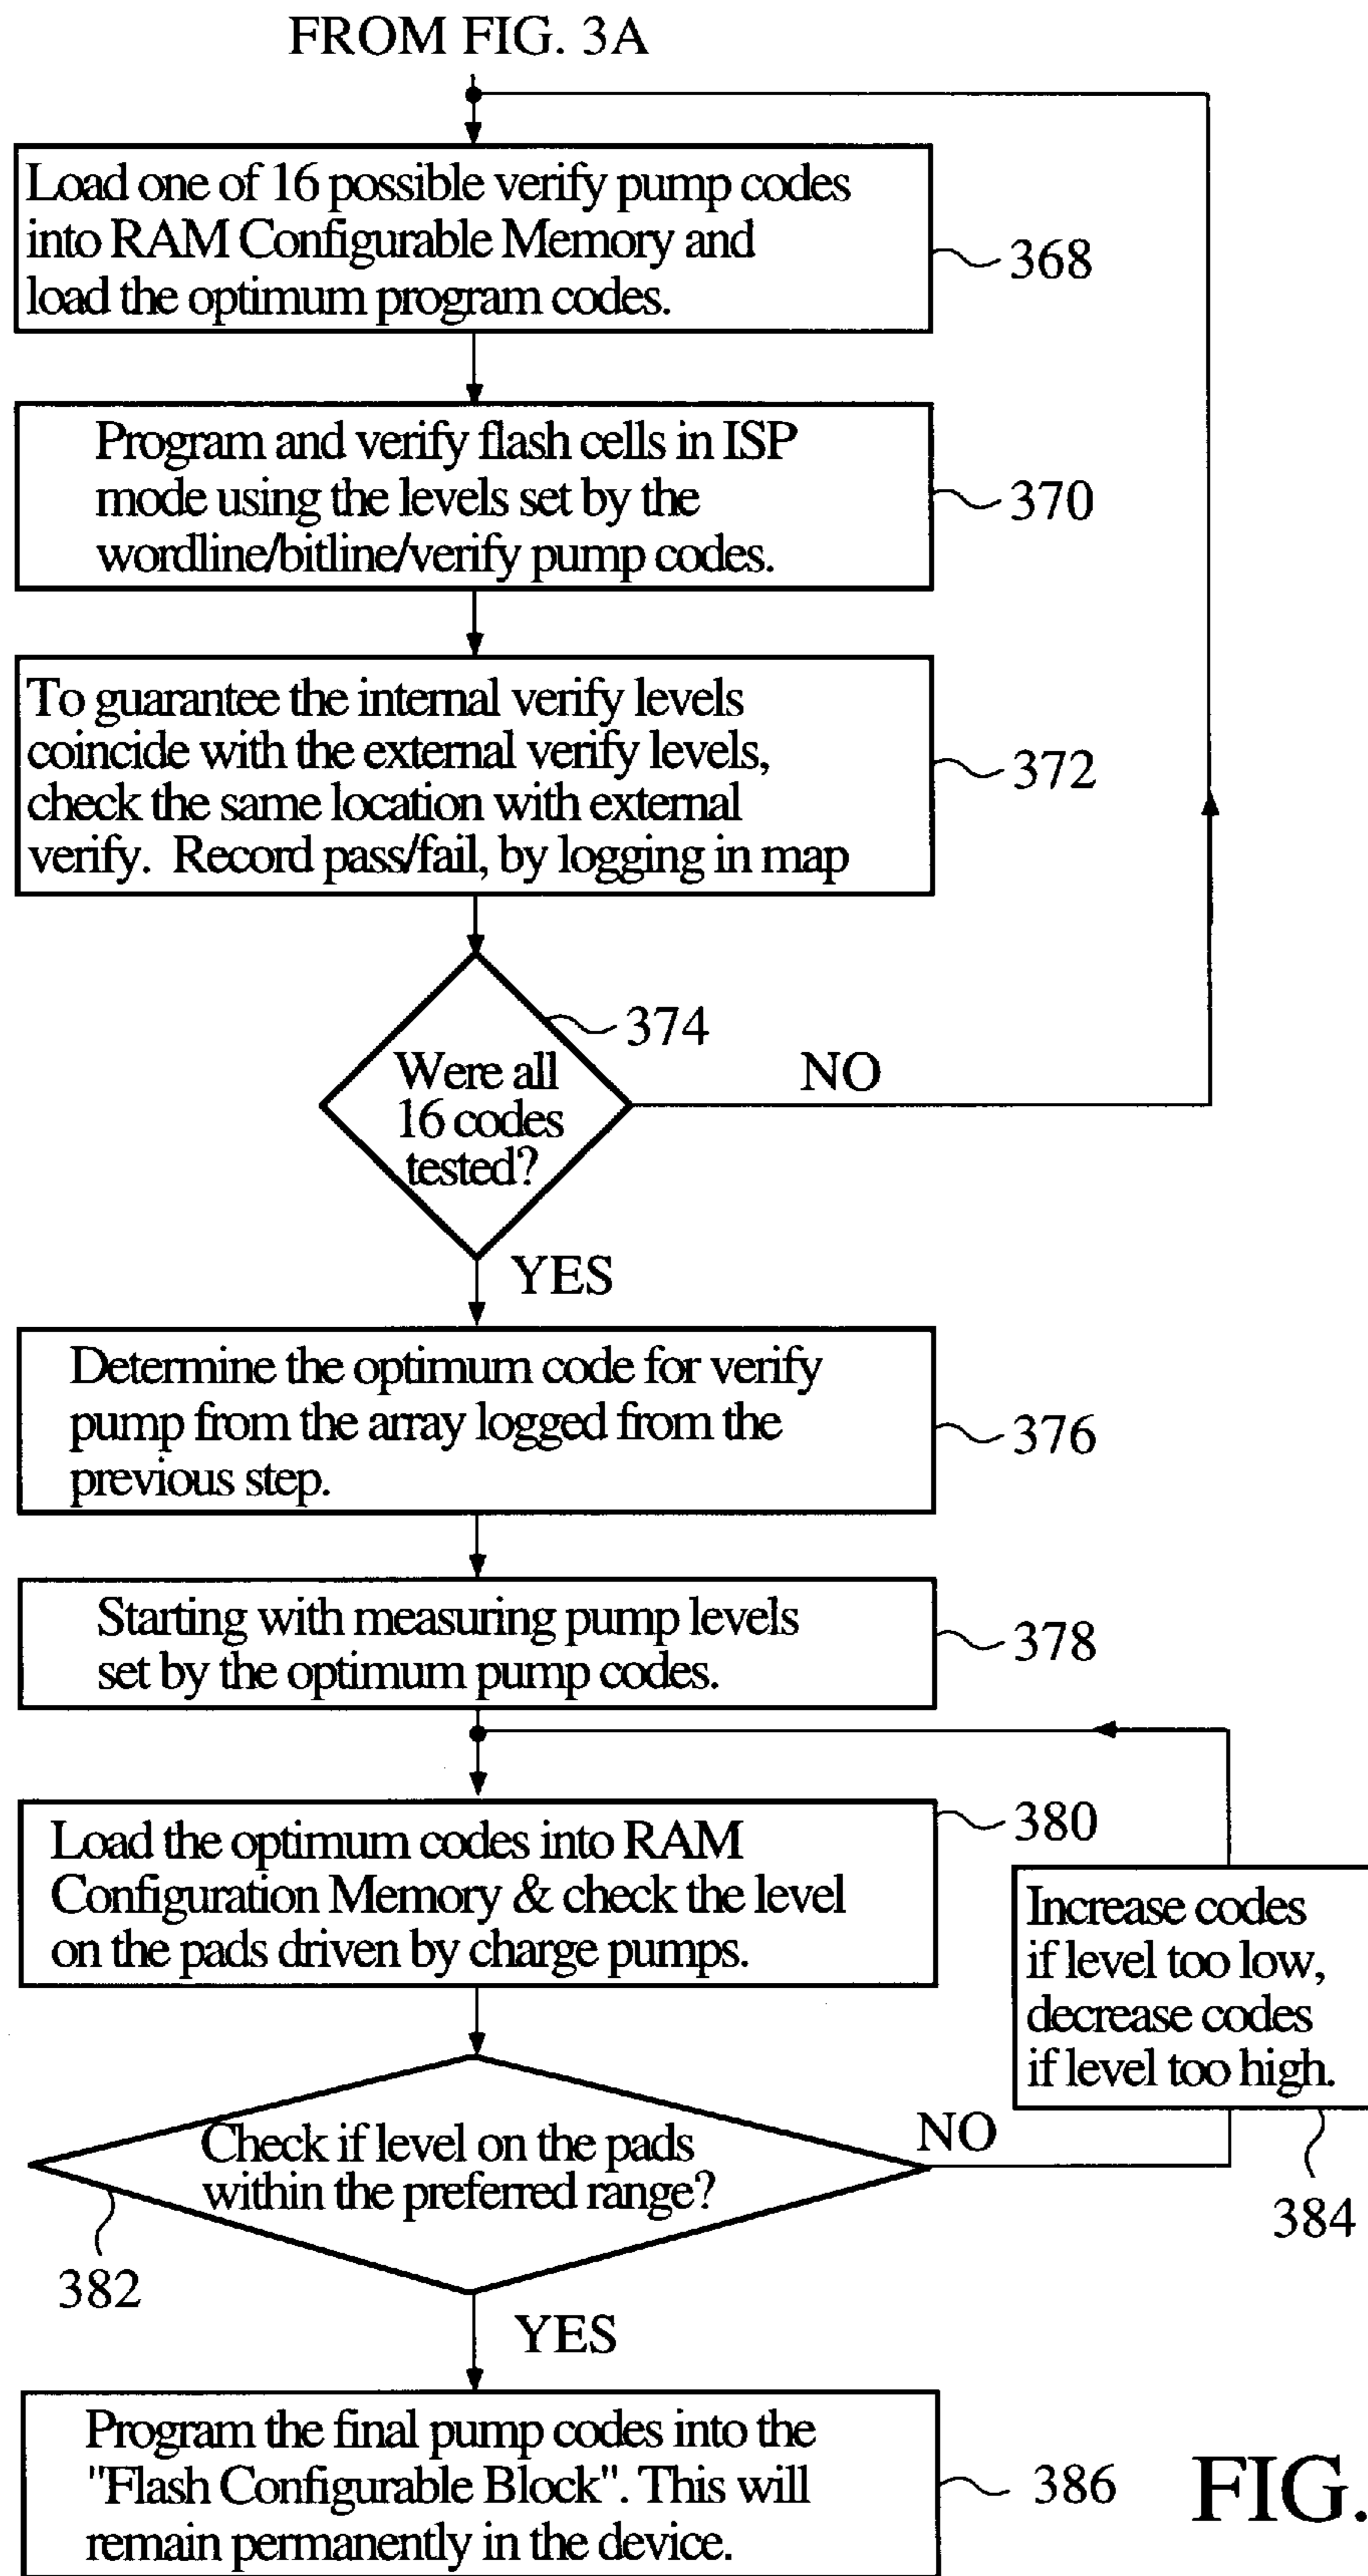 FROM FIG. 3A
Load one of 16 possible verify pump codes
into RAM Configurable Memory and
load the optimum program codes.
368
Program and verify flash cells in ISP
mode using the levels set by the
wordline/bitline/verify pump codes.
370
To guarantee the internal verify levels
coincide with the external verify levels,
check the same location with external
verify. Record pass/fail, by logging in map
372
374
Were all
16 codes
tested?
NO
YES
Determine the optimum code for verify
pump from the array logged from the
previous step.
376
Starting with measuring pump levels
set by the optimum pump codes.
378
Load the optimum codes into RAM
Configuration Memory & check the level
on the pads driven by charge pumps.
380
Increase codes
if level too low,
decrease codes
if level too high.
384
Check if level on the pads
within the preferred range?
NO
382
YES
Program the final pump codes into the
"Flash Configurable Block". This will
remain permanently in the device.
386
FIG.